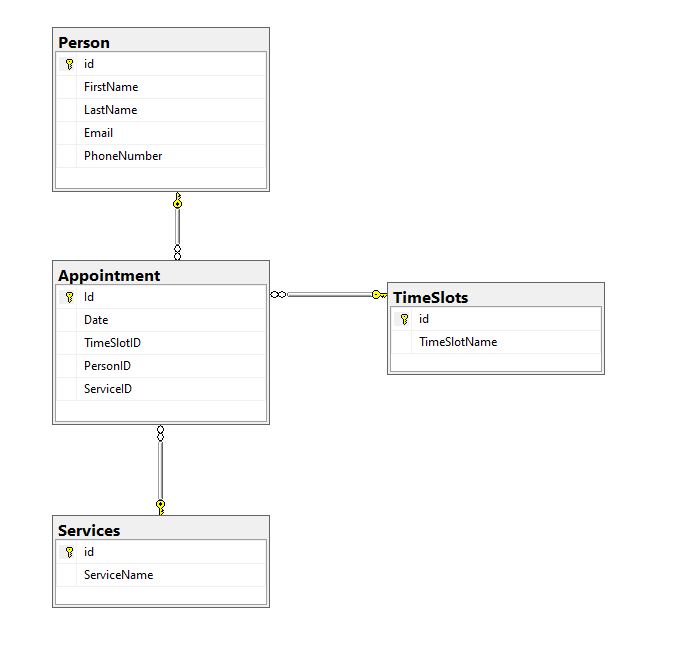 Person
id
FirstName
LastName
Email
PhoneNumber
Appointment
Id
Date
TimeSlotID
PersonID
ServiceID
TimeSlots
id
TimeSlotName
Services
id
ServiceName